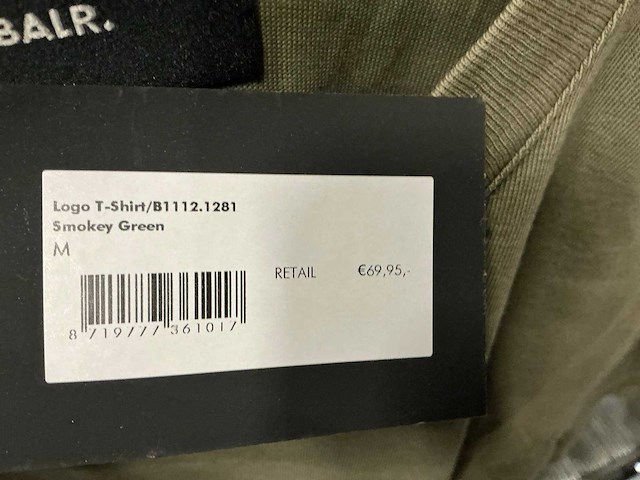 BALR.
Logo T-Shirt/B1112.1281
Smokey Green
M
RETAIL €69,95,-
8 719777 361017